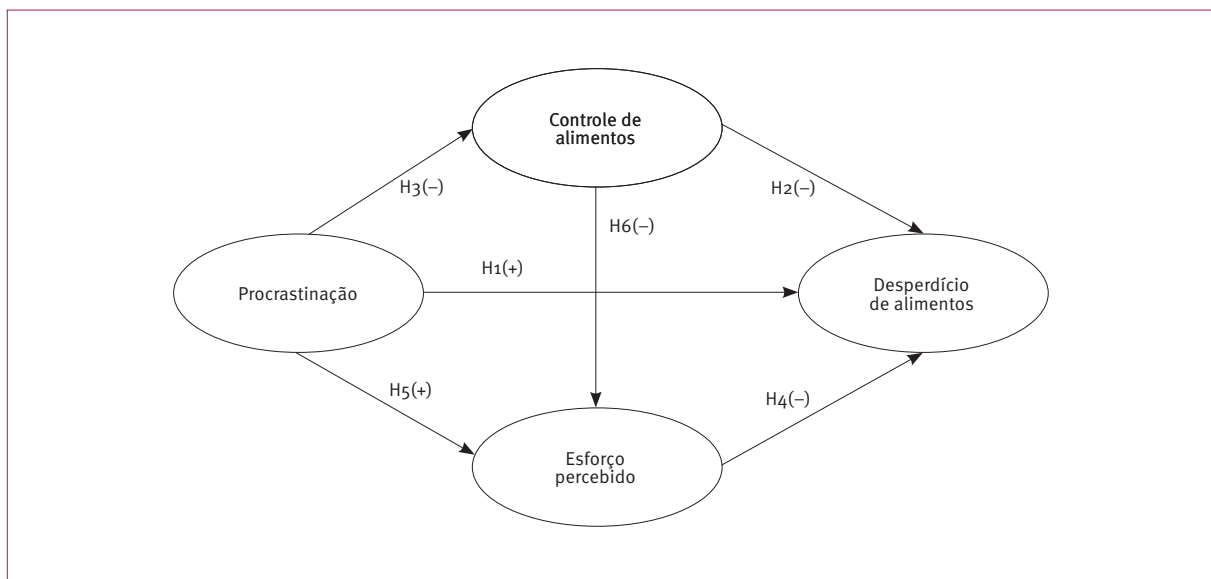 Controle de
alimentos
H3(–)
H2(–)
H6(–)
H1(+)
Procrastinação
Desperdício
de alimentos
H5(+)
H4(–)
Esforço
percebido